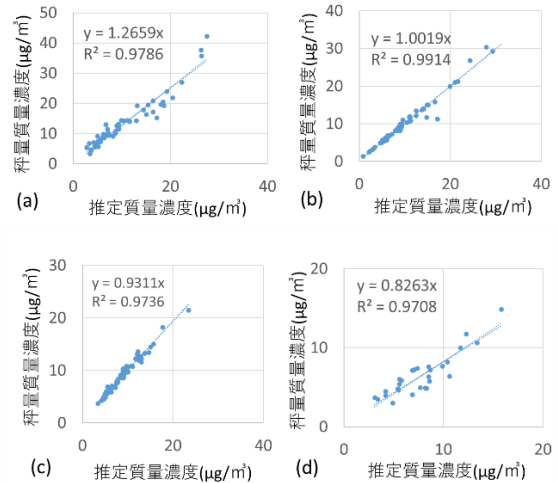 50
40
30
20
10
0
0
20
40
y = 1.2659x
R² = 0.9786
秤量質量濃度(μg/㎥)
推定質量濃度(μg/㎥)
(a)
40
30
20
10
0
0
20
40
y = 1.0019x
R² = 0.9914
秤量質量濃度(μg/㎥)
推定質量濃度(μg/㎥)
(b)
30
20
10
0
0
20
40
y = 0.9311x
R² = 0.9736
秤量質量濃度(μg/㎥)
推定質量濃度(μg/㎥)
(c)
20
10
0
0
10
20
y = 0.8263x
R² = 0.9708
秤量質量濃度(μg/㎥)
推定質量濃度(μg/㎥)
(d)